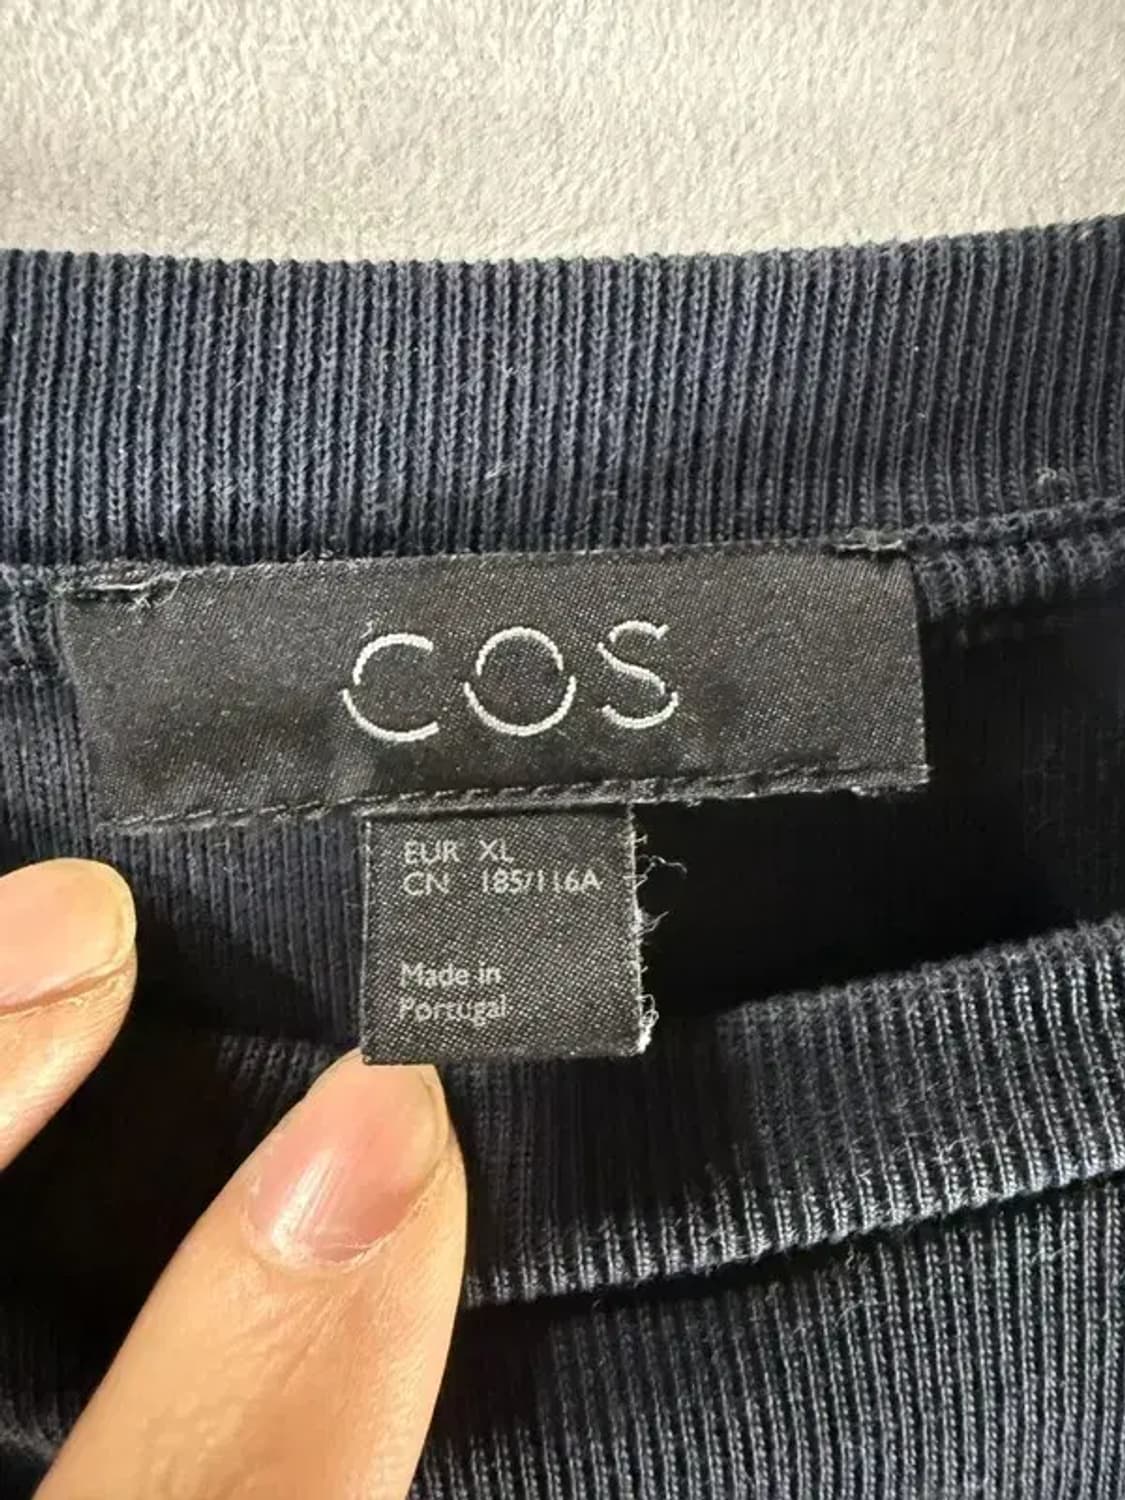 COS
EUR XL
CN 185/116A
Made in
Portugal